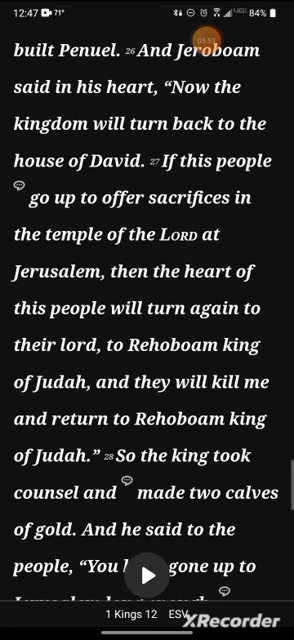 12:47 71° 4G 84%
05:53
built Penuel. 26 And Jeroboam
said in his heart, “Now the
kingdom will turn back to the
house of David. 27 If this people
go up to offer sacrifices in
the temple of the LORD at
Jerusalem, then the heart of
this people will turn again to
their lord, to Rehoboam king
of Judah, and they will kill me
and return to Rehoboam king
of Judah.” 28 So the king took
counsel and made two calves
of gold. And he said to the
people, “You gone up to
1 Kings 12 ESV
XRecorder